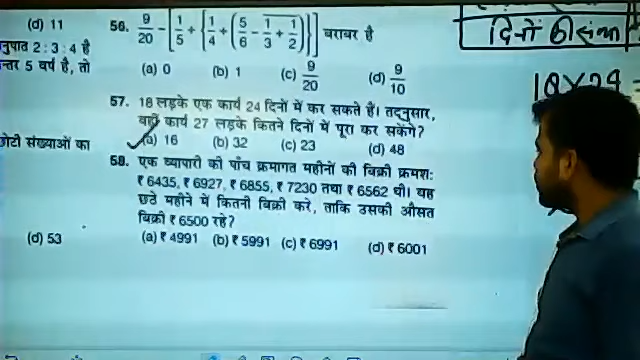 (d) 11
नुपात 2 : 3 : 4 है
न्तर 5 वर्ष है, तो
छोटी संख्याओं का
(d) 53
56. 9/20 - [1/5 + {1/4 + (5/6 - 1/3 + 1/2)}] बराबर है
(a) 0 (b) 1 (c) 9/20 (d) 9/10
57. 18 लड़के एक कार्य 24 दिनों में कर सकते हैं। तद्नुसार,
वही कार्य 27 लड़के कितने दिनों में पूरा कर सकेंगे?
(a) 16 (b) 32 (c) 23 (d) 48
58. एक व्यापारी की पाँच क्रमागत महीनों की बिक्री क्रमशः
₹ 6435, ₹ 6927, ₹ 6855, ₹ 7230 तथा ₹ 6562 थी। वह
छठे महीने में कितनी बिक्री करे, ताकि उसकी औसत
बिक्री ₹ 6500 रहे?
(a) ₹ 4991 (b) ₹ 5991 (c) ₹ 6991 (d) ₹ 6001
दिनों की संख्या
18 × 24